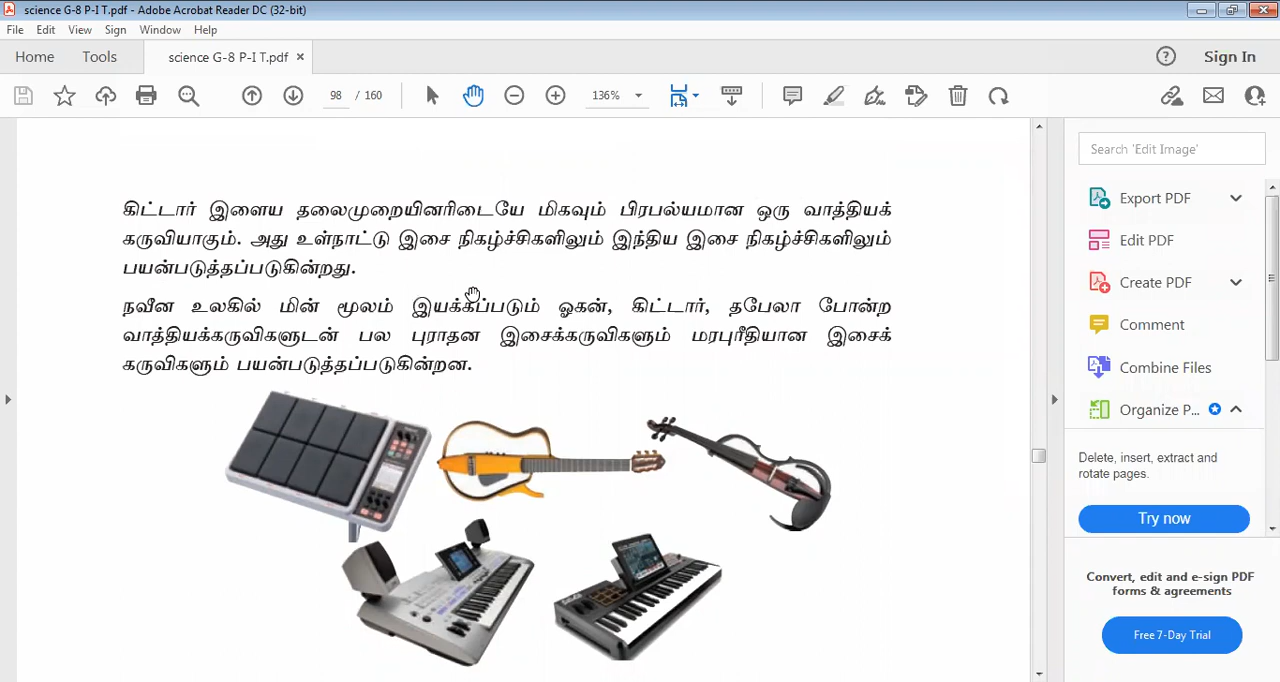 science G-8 P-I T.pdf - Adobe Acrobat Reader DC (32-bit)
File Edit View Sign Window Help
Home Tools science G-8 P-I T.pdf × Sign In
98 / 160 136%
Search 'Edit Image'
கிட்டார் இளைய தலைமுறையினரிடையே மிகவும் பிரபல்யமான ஒரு வாத்தியக்
கருவியாகும். அது உள்நாட்டு இசை நிகழ்ச்சிகளிலும் இந்திய இசை நிகழ்ச்சிகளிலும்
பயன்படுத்தப்படுகின்றது.
நவீன உலகில் மின் மூலம் இயக்கப்படும் ஓகன், கிட்டார், தபேலா போன்ற
வாத்தியக்கருவிகளுடன் பல புராதன இசைக்கருவிகளும் மரபுரீதியான இசைக்
கருவிகளும் பயன்படுத்தப்படுகின்றன.
Export PDF
Edit PDF
Create PDF
Comment
Combine Files
Organize P...
Delete, insert, extract and
rotate pages.
Try now
Convert, edit and e-sign PDF
forms & agreements
Free 7-Day Trial